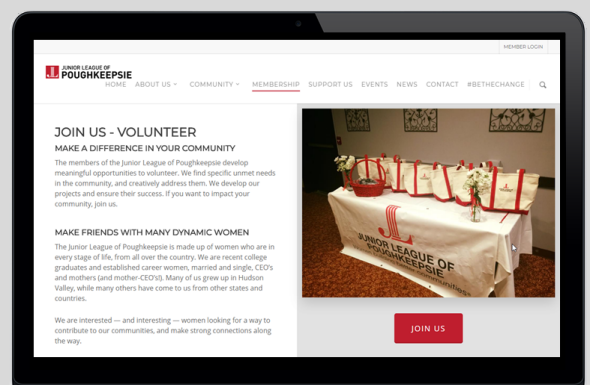 MEMBER LOGIN
JUNIOR LEAGUE OF
POUGHKEEPSIE
HOME ABOUT US COMMUNITY MEMBERSHIP SUPPORT US EVENTS NEWS CONTACT #BETHECHANGE
JOIN US - VOLUNTEER
MAKE A DIFFERENCE IN YOUR COMMUNITY
The members of the Junior League of Poughkeepsie develop
meaningful opportunities to volunteer. We find specific unmet needs
in the community, and creatively address them. We develop our
projects and ensure their success. If you want to impact your
community, join us.
MAKE FRIENDS WITH MANY DYNAMIC WOMEN
The Junior League of Poughkeepsie is made up of women who are in
every stage of life, from all over the country. We are recent college
graduates and established career women, married and single, CEO's
and mothers (and mother-CEO's!). Many of us grew up in Hudson
Valley, while many others have come to us from other states and
countries.
We are interested — and interesting — women looking for a way to
contribute to our communities, and make strong connections along
the way.
JUNIOR LEAGUE OF
POUGHKEEPSIE
communities
JOIN US